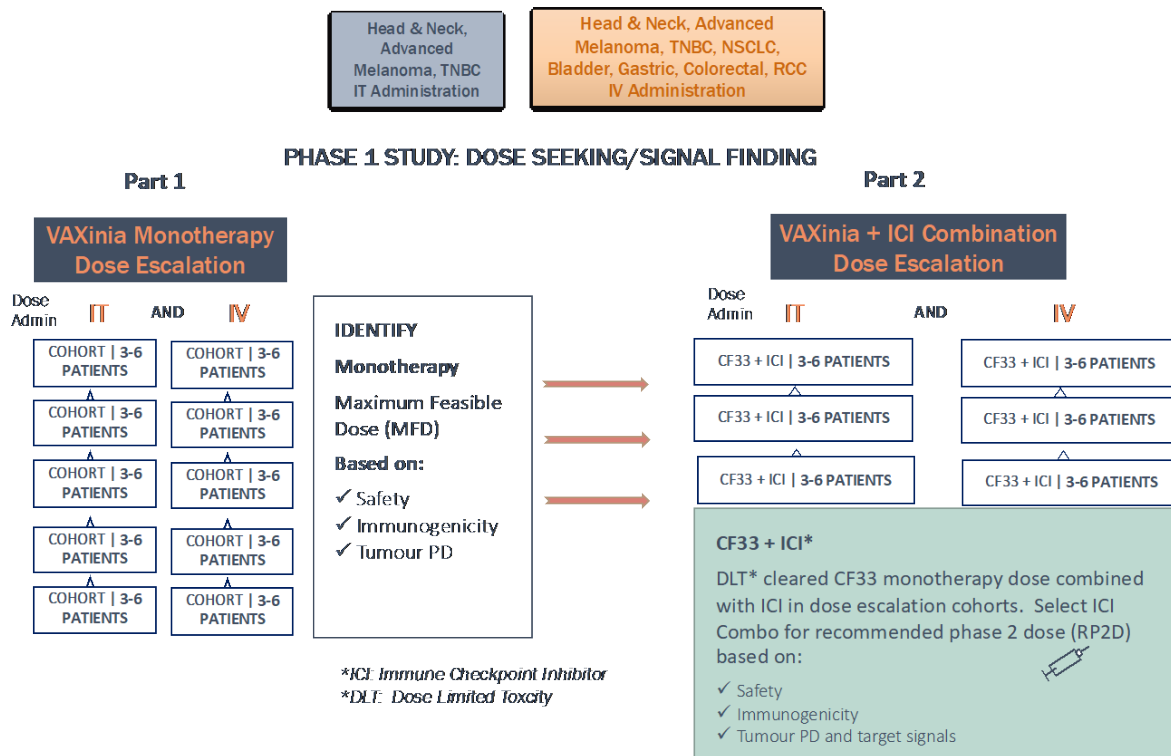 Head & Neck,
Advanced
Melanoma, TNBC
IT Administration
Head & Neck, Advanced
Melanoma, TNBC, NSCLC,
Bladder, Gastric, Colorectal, RCC
IV Administration
PHASE 1 STUDY: DOSE SEEKING/SIGNAL FINDING
Part 1
VAXinia Monotherapy
Dose Escalation
Dose
Admin
IT
AND
IV
COHORT | 3-6
PATIENTS
COHORT | 3-6
PATIENTS
COHORT | 3-6
PATIENTS
COHORT | 3-6
PATIENTS
COHORT | 3-6
PATIENTS
COHORT | 3-6
PATIENTS
COHORT | 3-6
PATIENTS
COHORT | 3-6
PATIENTS
COHORT | 3-6
PATIENTS
COHORT | 3-6
PATIENTS
IDENTIFY
Monotherapy
Maximum Feasible
Dose (MFD)
Based on:
✓ Safety
✓ Immunogenicity
✓ Tumour PD
Part 2
VAXinia + ICI Combination
Dose Escalation
Dose
Admin
IT
AND
IV
CF33 + ICI | 3-6 PATIENTS
CF33 + ICI | 3-6 PATIENTS
CF33 + ICI | 3-6 PATIENTS
CF33 + ICI | 3-6 PATIENTS
CF33 + ICI | 3-6 PATIENTS
CF33 + ICI | 3-6 PATIENTS
CF33 + ICI*
DLT* cleared CF33 monotherapy dose combined
with ICI in dose escalation cohorts. Select ICI
Combo for recommended phase 2 dose (RP2D)
based on:
✓ Safety
✓ Immunogenicity
✓ Tumour PD and target signals
*ICI: Immune Checkpoint Inhibitor
*DLT: Dose Limited Toxcity